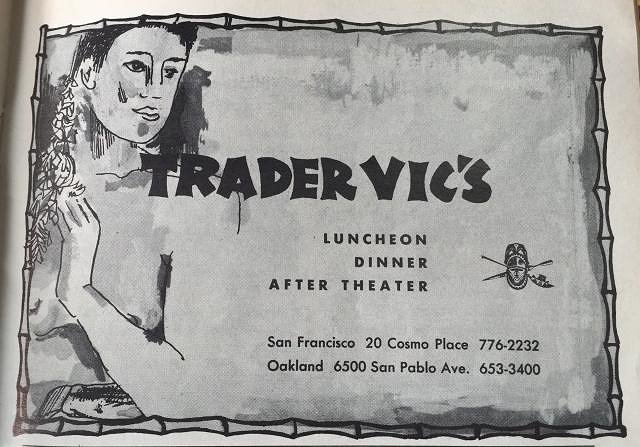 TRADER VIC'S
LUNCHEON
DINNER
AFTER THEATER
San Francisco 20 Cosmo Place 776-2232
Oakland 6500 San Pablo Ave. 653-3400